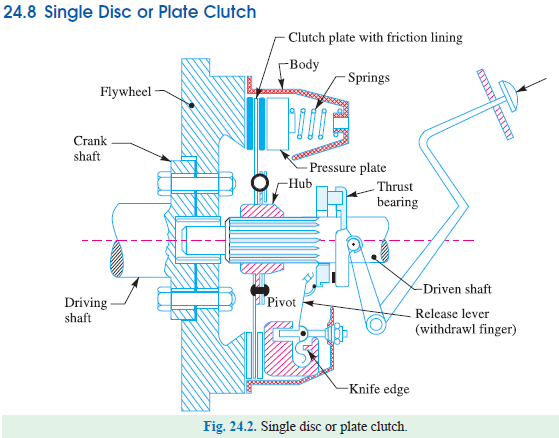 24.8 Single Disc or Plate Clutch
Clutch plate with friction lining
Body
Springs
Flywheel
Crank
shaft
Pressure plate
Hub
Thrust
bearing
Driven shaft
Driving
shaft
Pivot
Release lever
(withdrawl finger)
Knife edge
Fig. 24.2. Single disc or plate clutch.